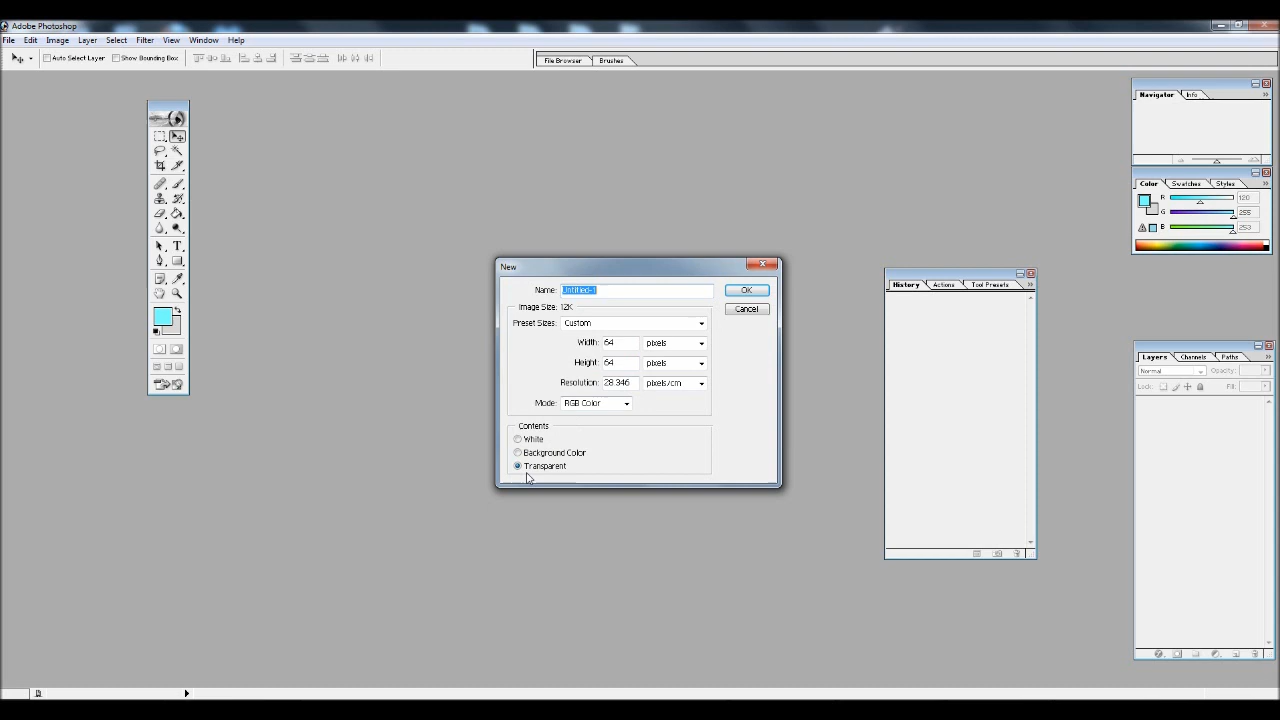 Adobe Photoshop
File Edit Image Layer Select Filter View Window Help
Auto Select Layer Show Bounding Box
File Browser Brushes
Navigator Info
Color Swatches Styles
R 120
G 255
B 253
New
Name: Untitled-1 OK
Image Size: 12K Cancel
Preset Sizes: Custom
Width: 64 pixels
Height: 64 pixels
Resolution: 28.346 pixels/cm
Mode: RGB Color
Contents
White
Background Color
Transparent
History Actions Tool Presets
Layers Channels Paths
Normal Opacity:
Lock: Fill: